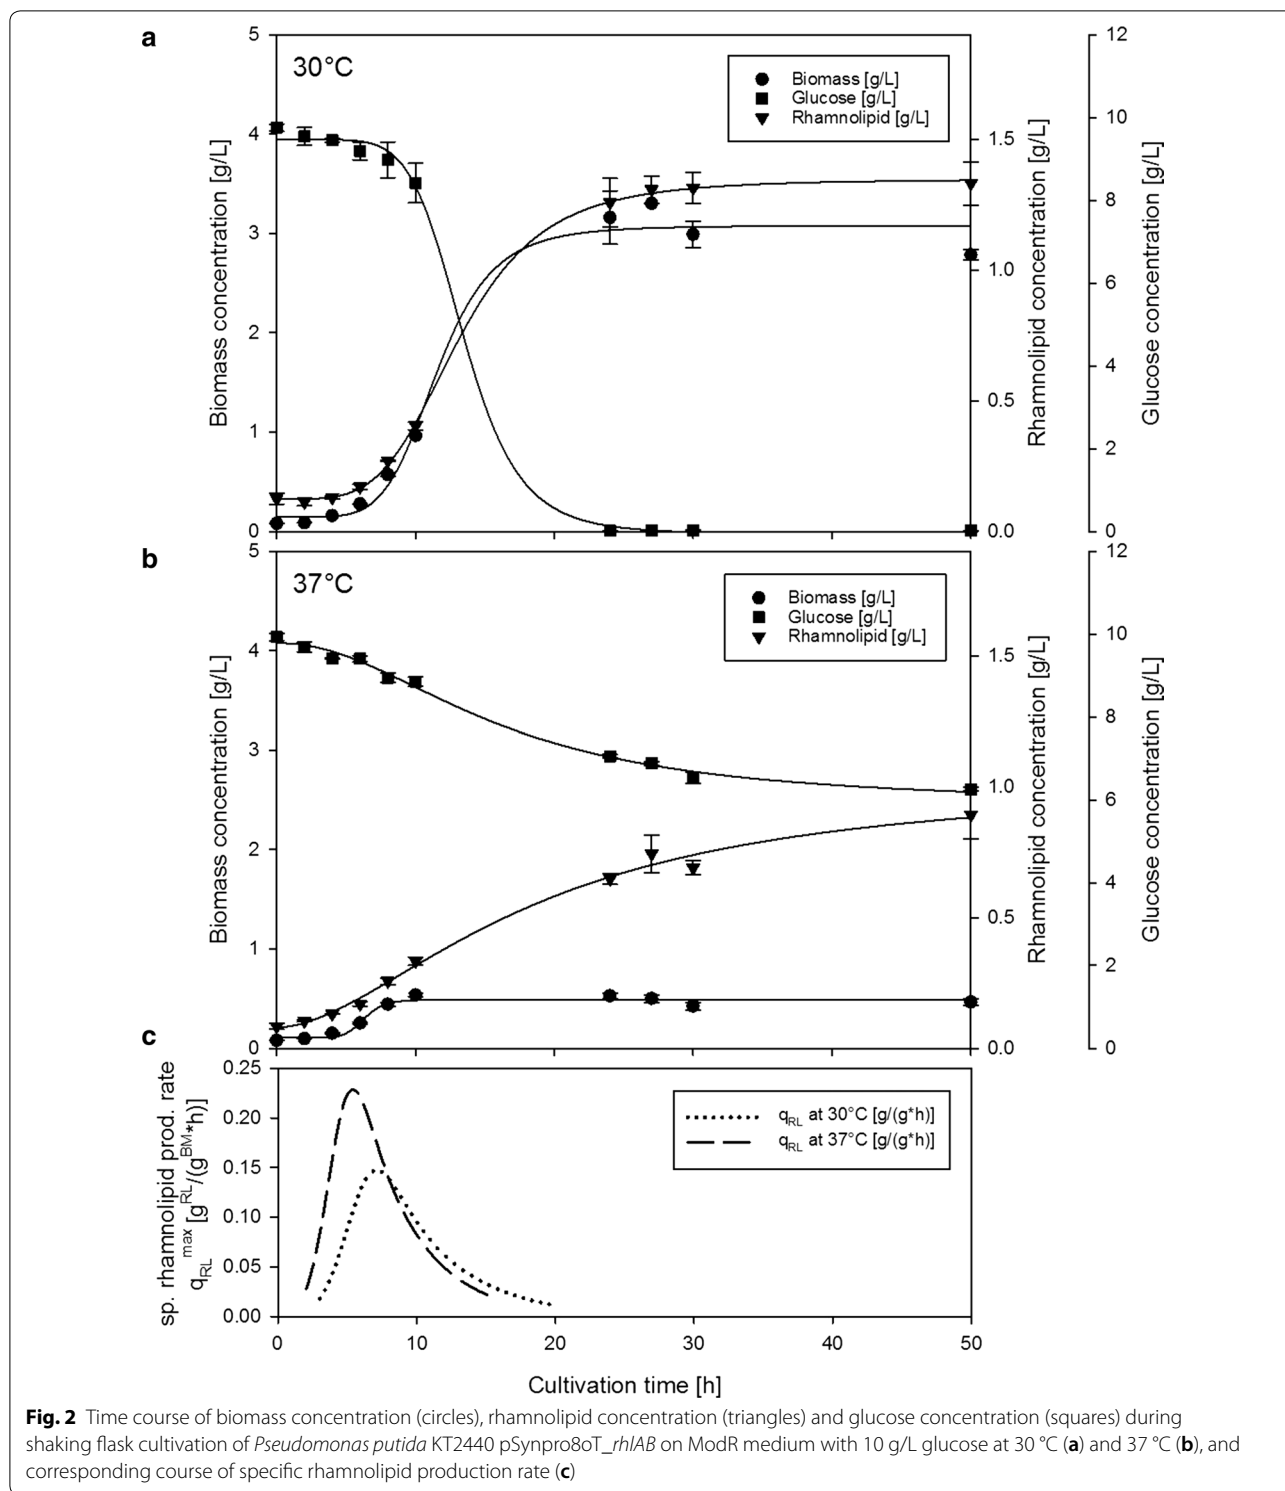 a
30°C
Biomass [g/L]
Glucose [g/L]
Rhamnolipid [g/L]
5
4
3
2
1
0
Biomass concentration [g/L]
1.5
1.0
0.5
0.0
Rhamnolipid concentration [g/L]
12
10
8
6
4
2
0
Glucose concentration [g/L]
b
37°C
Biomass [g/L]
Glucose [g/L]
Rhamnolipid [g/L]
5
4
3
2
1
0
Biomass concentration [g/L]
1.5
1.0
0.5
0.0
Rhamnolipid concentration [g/L]
12
10
8
6
4
2
0
Glucose concentration [g/L]
c
sp. rhamnolipid prod. rate
qRL max [gRL/(gBM*h)]
0.25
0.20
0.15
0.10
0.05
0.00
qRL at 30°C [g/(g*h)]
qRL at 37°C [g/(g*h)]
0 10 20 30 40 50
Cultivation time [h]
Fig. 2 Time course of biomass concentration (circles), rhamnolipid concentration (triangles) and glucose concentration (squares) during
shaking flask cultivation of Pseudomonas putida KT2440 pSynpro8oT_rhlAB on ModR medium with 10 g/L glucose at 30 °C (a) and 37 °C (b), and
corresponding course of specific rhamnolipid production rate (c)